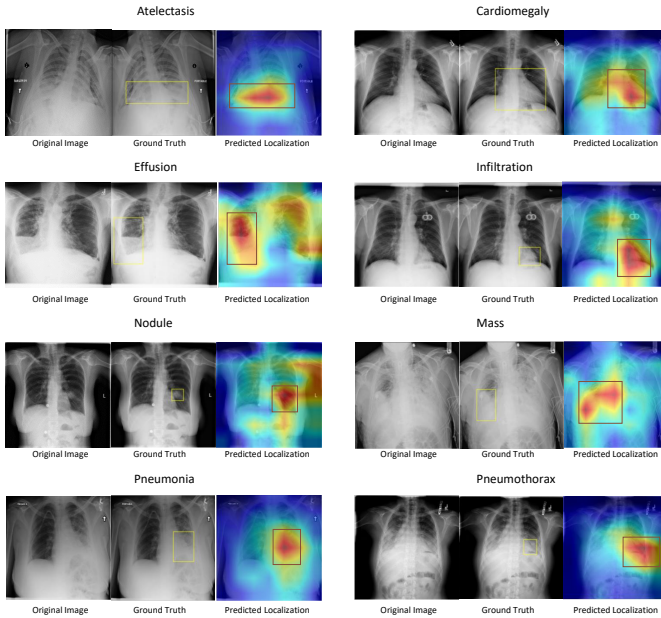 Atelectasis
Original Image
Ground Truth
Predicted Localization
Cardiomegaly
Original Image
Ground Truth
Predicted Localization
Effusion
Original Image
Ground Truth
Predicted Localization
Infiltration
Original Image
Ground Truth
Predicted Localization
Nodule
L
L
L
Original Image
Ground Truth
Predicted Localization
Mass
Original Image
Ground Truth
Predicted Localization
Pneumonia
Original Image
Ground Truth
Predicted Localization
Pneumothorax
Original Image
Ground Truth
Predicted Localization